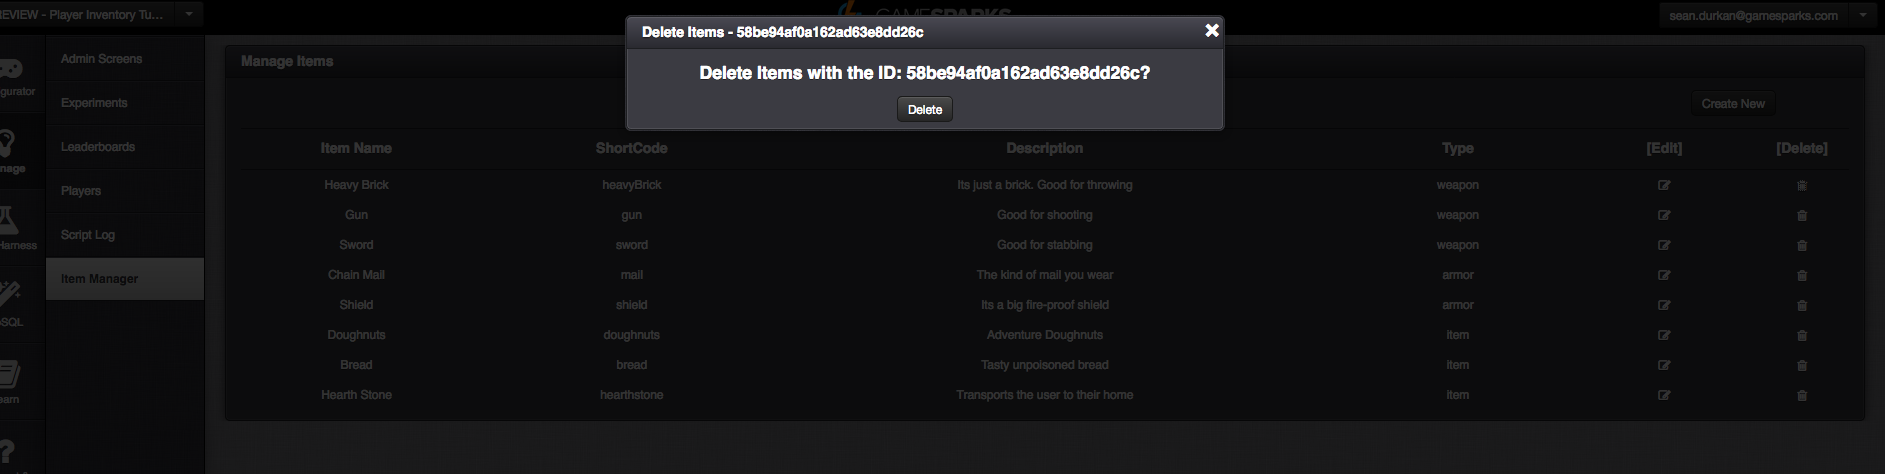 REVIEW - Player Inventory Tu...
GAMESPARKS
sean.durkan@gamesparks.com
Delete Items - 58be94af0a162ad63e8dd26c
Delete Items with the ID: 58be94af0a162ad63e8dd26c?
Delete
igurator
nage
Harness
SQL
earn
Admin Screens
Experiments
Leaderboards
Players
Script Log
Item Manager
Manage Items
Create New
Item Name ShortCode Description Type [Edit] [Delete]
Heavy Brick heavyBrick Its just a brick. Good for throwing weapon
Gun gun Good for shooting weapon
Sword sword Good for stabbing weapon
Chain Mail mail The kind of mail you wear armor
Shield shield Its a big fire-proof shield armor
Doughnuts doughnuts Adventure Doughnuts item
Bread bread Tasty unpoisoned bread item
Hearth Stone hearthstone Transports the user to their home item